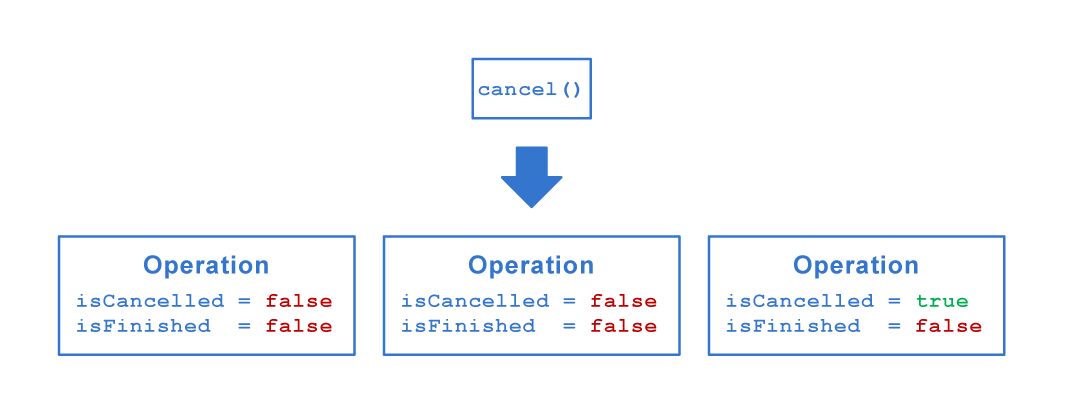 cancel()
Operation
isCancelled = false
isFinished  = false
Operation
isCancelled = false
isFinished  = false
Operation
isCancelled = true
isFinished  = false